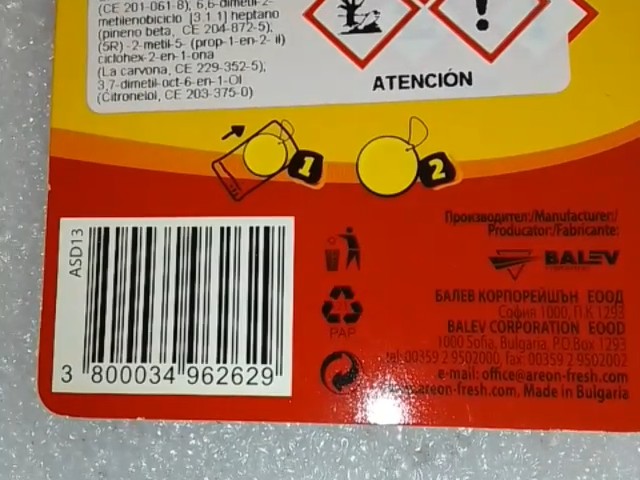 (CE 201-061-8), 6,6-dimetil-2-
metilenobiciclo [3.1.1] heptano
(pineno beta, CE 204-872-5);
(5R) -2-metil-5- (prop-1-en-2- il)
ciclohex-2-en-1-ona
(La carvona, CE 229-352-5);
3,7-dimetil-oct-6-en-1-Ol
(Citronelol, CE 203-375-0)
ATENCIÓN
1
2
Производител:/Manufacturer:/
Producator:/Fabricante:
BALEV
БАЛЕВ КОРПОРЕЙШЪН ЕООД
София 1000, П.К 1293
BALEV CORPORATION EOOD
1000 Sofia, Bulgaria, P.O.Box 1293
tel: 00359 2 9502000, fax: 00359 2 9502002
e-mail: office@areon-fresh.com
areon-fresh.com, Made in Bulgaria
PAP
ASD13
3 800034 962629